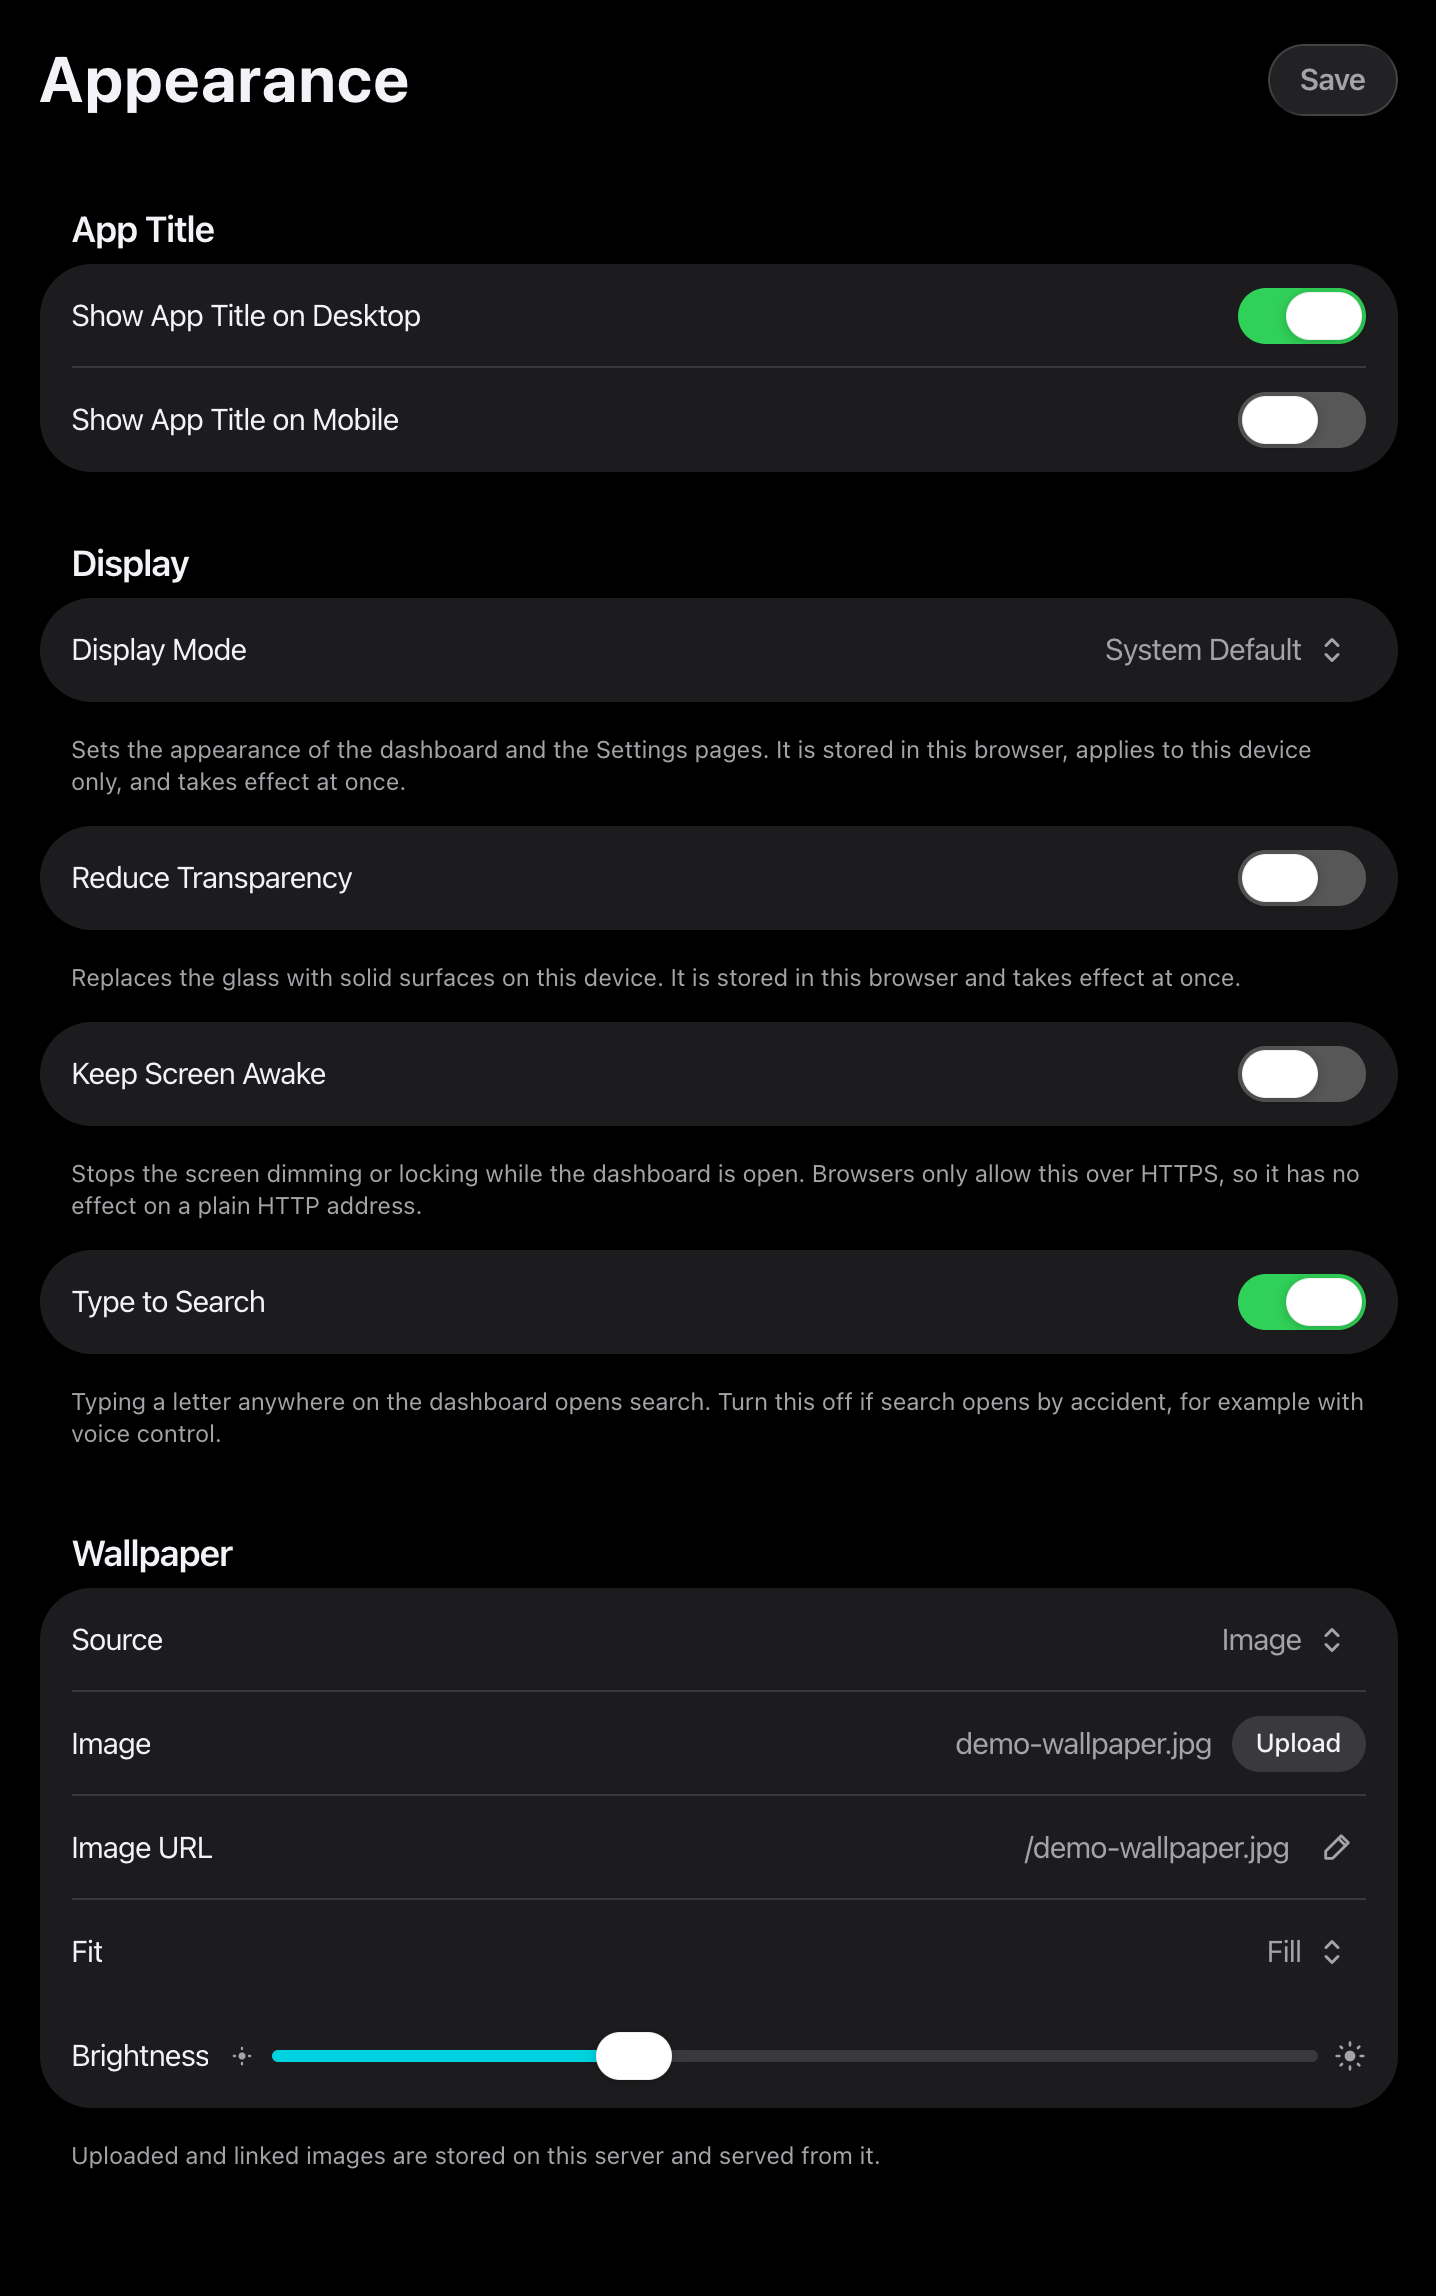 Appearance
Save
App Title
Show App Title on Desktop
Show App Title on Mobile
Display
Display Mode
System Default
Sets the appearance of the dashboard and the Settings pages. It is stored in this browser, applies to this device
only, and takes effect at once.
Reduce Transparency
Replaces the glass with solid surfaces on this device. It is stored in this browser and takes effect at once.
Keep Screen Awake
Stops the screen dimming or locking while the dashboard is open. Browsers only allow this over HTTPS, so it has no
effect on a plain HTTP address.
Type to Search
Typing a letter anywhere on the dashboard opens search. Turn this off if search opens by accident, for example with
voice control.
Wallpaper
Source
Image
Image
demo-wallpaper.jpg
Upload
Image URL
/demo-wallpaper.jpg
Fit
Fill
Brightness
Uploaded and linked images are stored on this server and served from it.